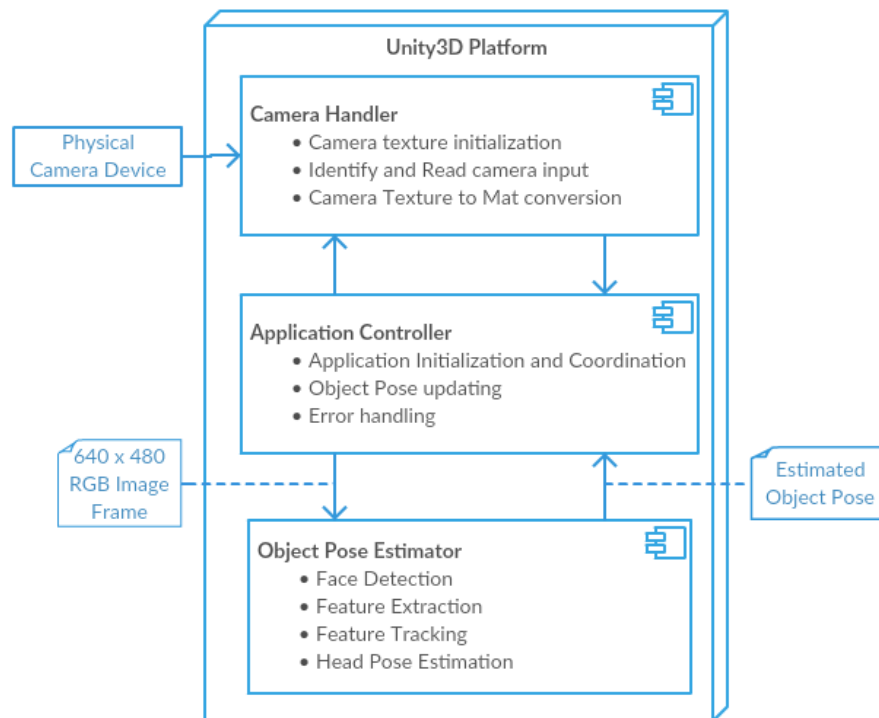 Unity3D Platform
Camera Handler
• Camera texture initialization
• Identify and Read camera input
• Camera Texture to Mat conversion
Physical
Camera Device
Application Controller
• Application Initialization and Coordination
• Object Pose updating
• Error handling
640 x 480
RGB Image
Frame
Estimated
Object Pose
Object Pose Estimator
• Face Detection
• Feature Extraction
• Feature Tracking
• Head Pose Estimation